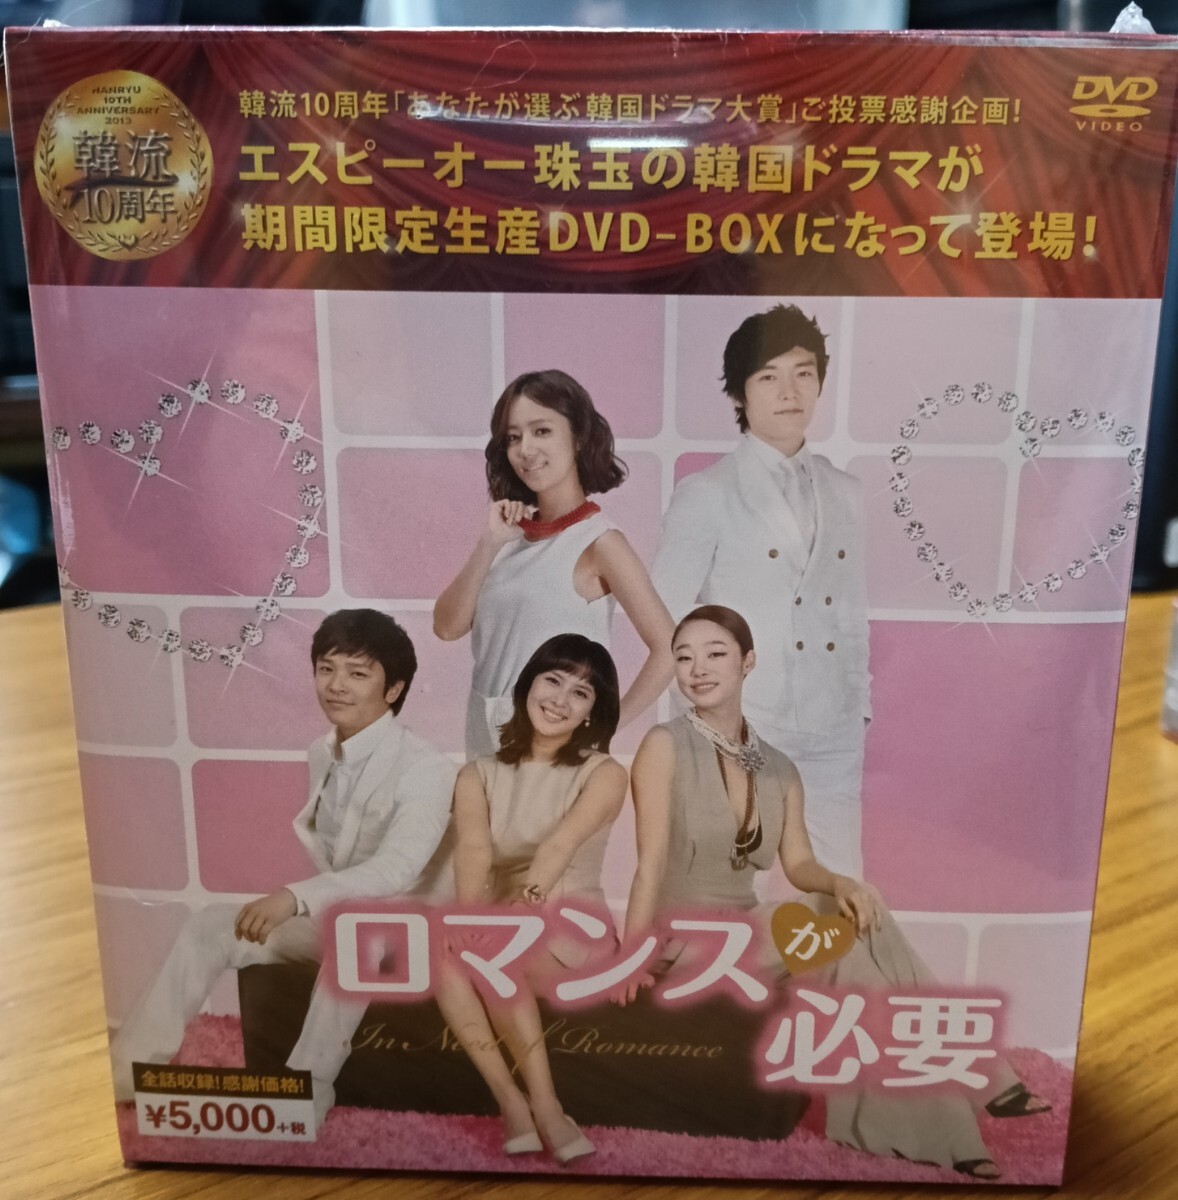 HANRYU
10TH
ANNIVERSARY
2013
韓流
10周年
韓流10周年「あなたが選ぶ韓国ドラマ大賞」ご投票感謝企画!
エスピーオー珠玉の韓国ドラマが
期間限定生産DVD-BOXになって登場!
DVD
VIDEO
ロマンスが
必要
In Need of Romance
全話収録!感謝価格!
¥5,000+税